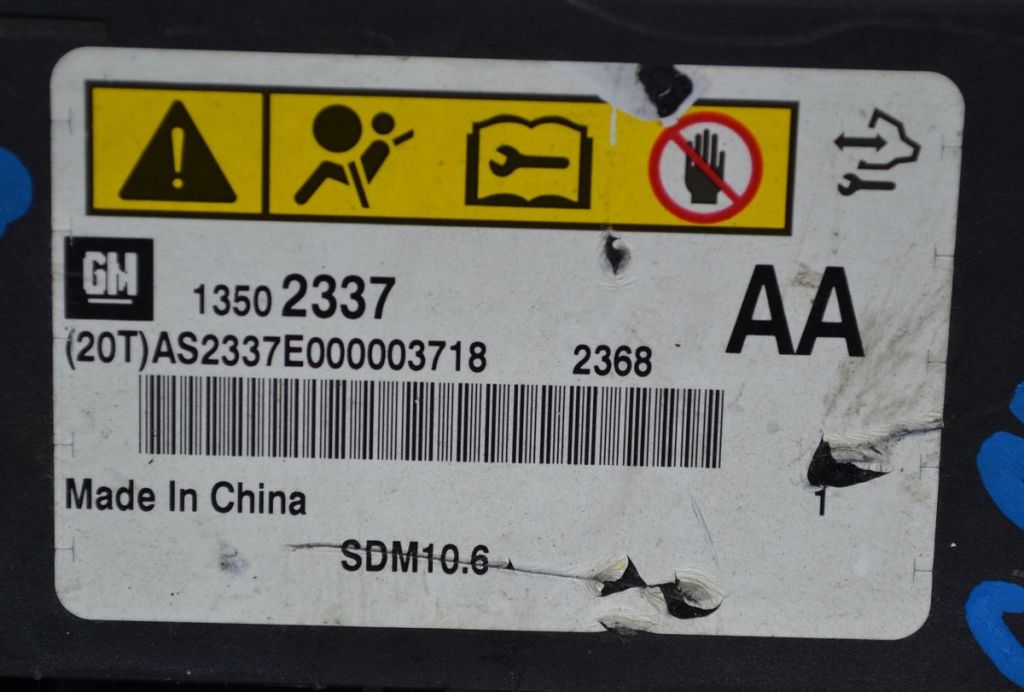 GM
1350 2337
AA
(20T)AS2337E000003718 2368
Made In China
1
SDM10.6